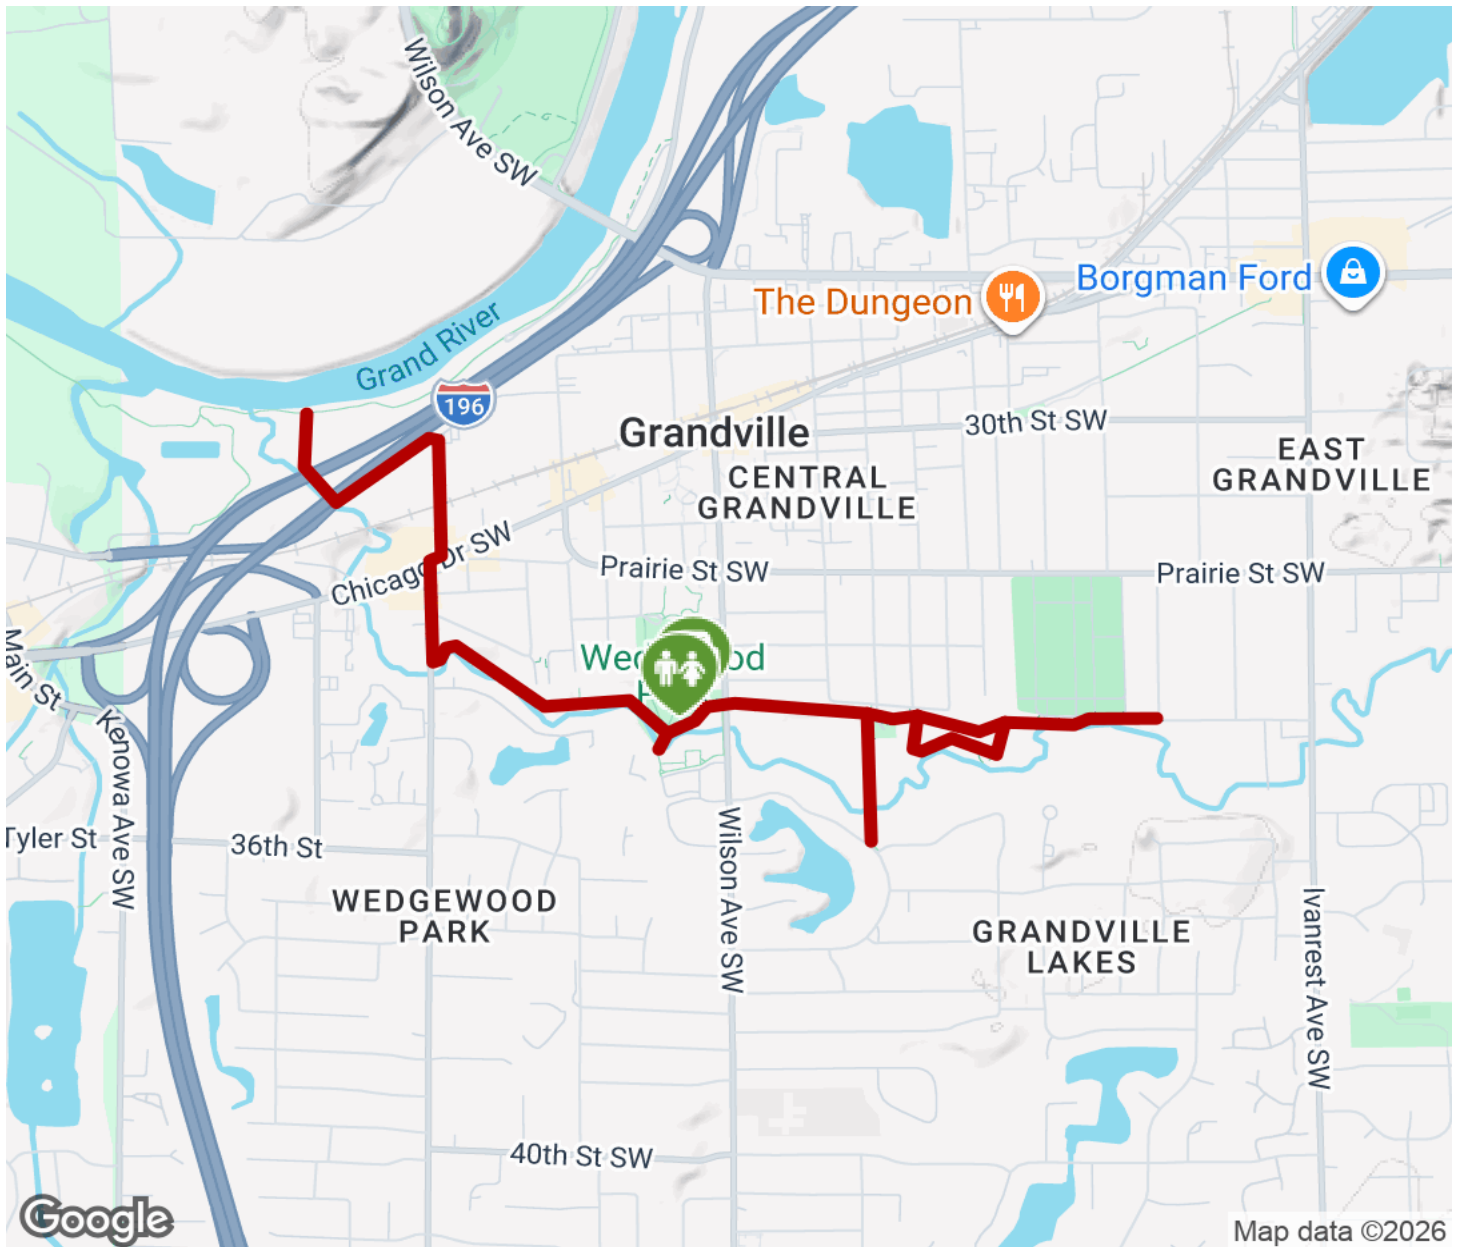 Wilson Ave SW
Grand River
196
The Dungeon
Borgman Ford
Grandville
30th St SW
CENTRAL
GRANDVILLE
EAST
GRANDVILLE
Chicago Dr SW
Prairie St SW
Prairie St SW
Main St
Kenowa Ave SW
Tyler St
36th St
Wilson Ave SW
WEDGEWOOD
PARK
GRANDVILLE
LAKES
Ivanrest Ave SW
40th St SW
Google
Map data ©2026